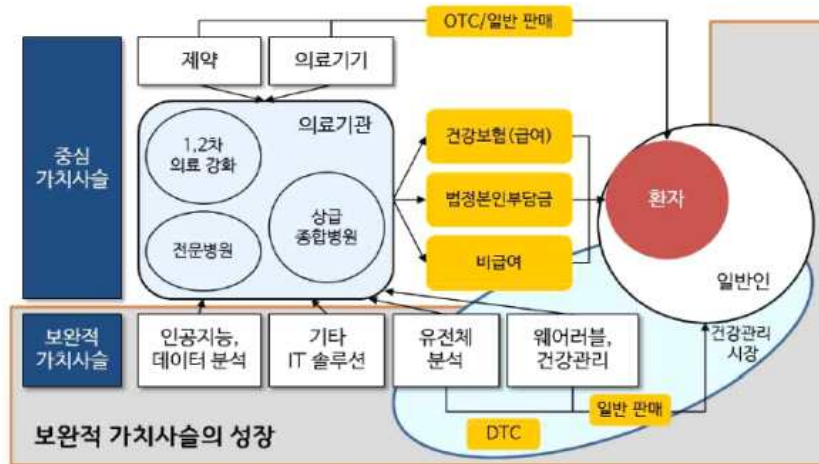 OTC/일반 판매
제약
의료기기
중심
가치사슬
의료기관
1,2차
의료 강화
전문병원
상급
종합병원
건강보험(급여)
법정본인부담금
비급여
환자
일반인
보완적
가치사슬
인공지능,
데이터 분석
기타
IT 솔루션
유전체
분석
웨어러블,
건강관리
건강관리
시장
일반 판매
DTC
보완적 가치사슬의 성장